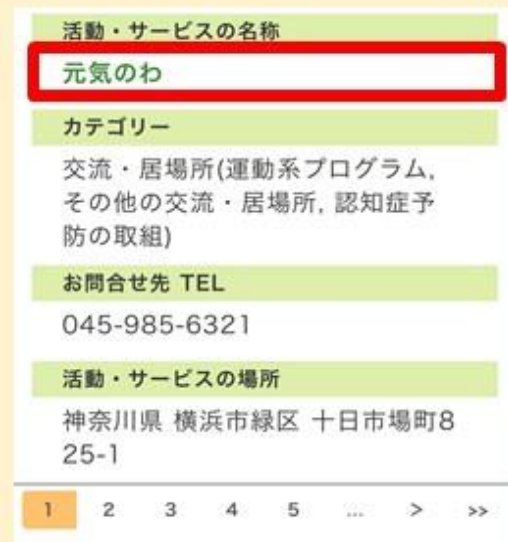 活動・サービスの名称
元気のわ
カテゴリー
交流・居場所(運動系プログラム,
その他の交流・居場所, 認知症予
防の取組)
お問合せ先 TEL
045-985-6321
活動・サービスの場所
神奈川県 横浜市緑区 十日市場町8
25-1
1 2 3 4 5 ... > >>